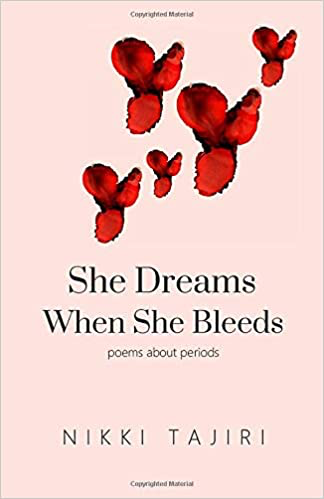 Copyrighted Material
She Dreams
When She Bleeds
poems about periods
NIKKI TAJIRI
Copyrighted Material